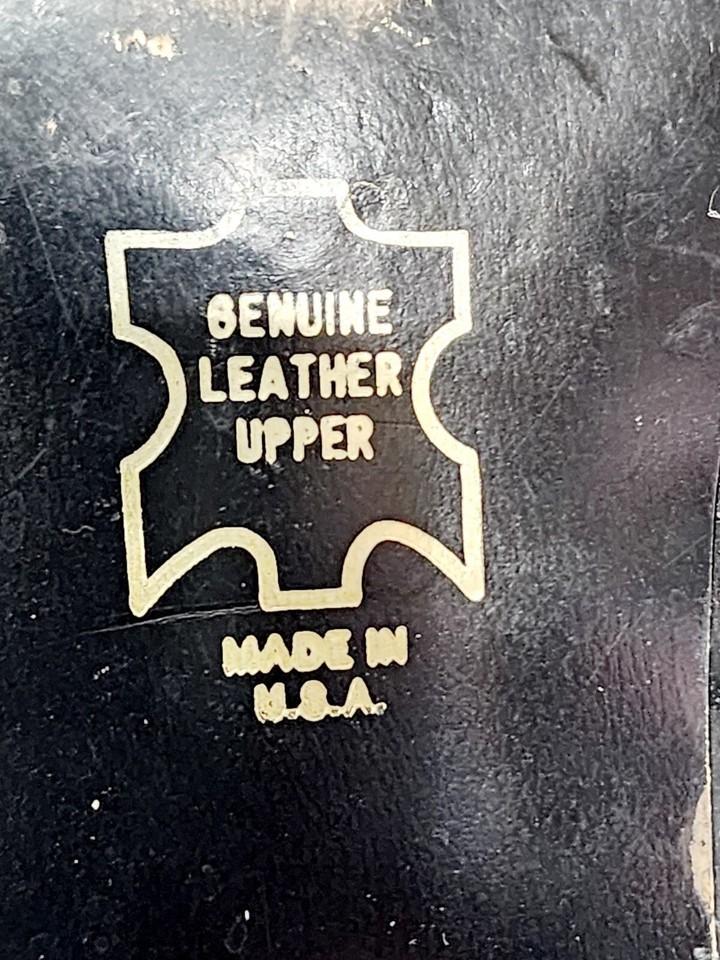 GENUINE
LEATHER
UPPER
MADE IN
U.S.A.